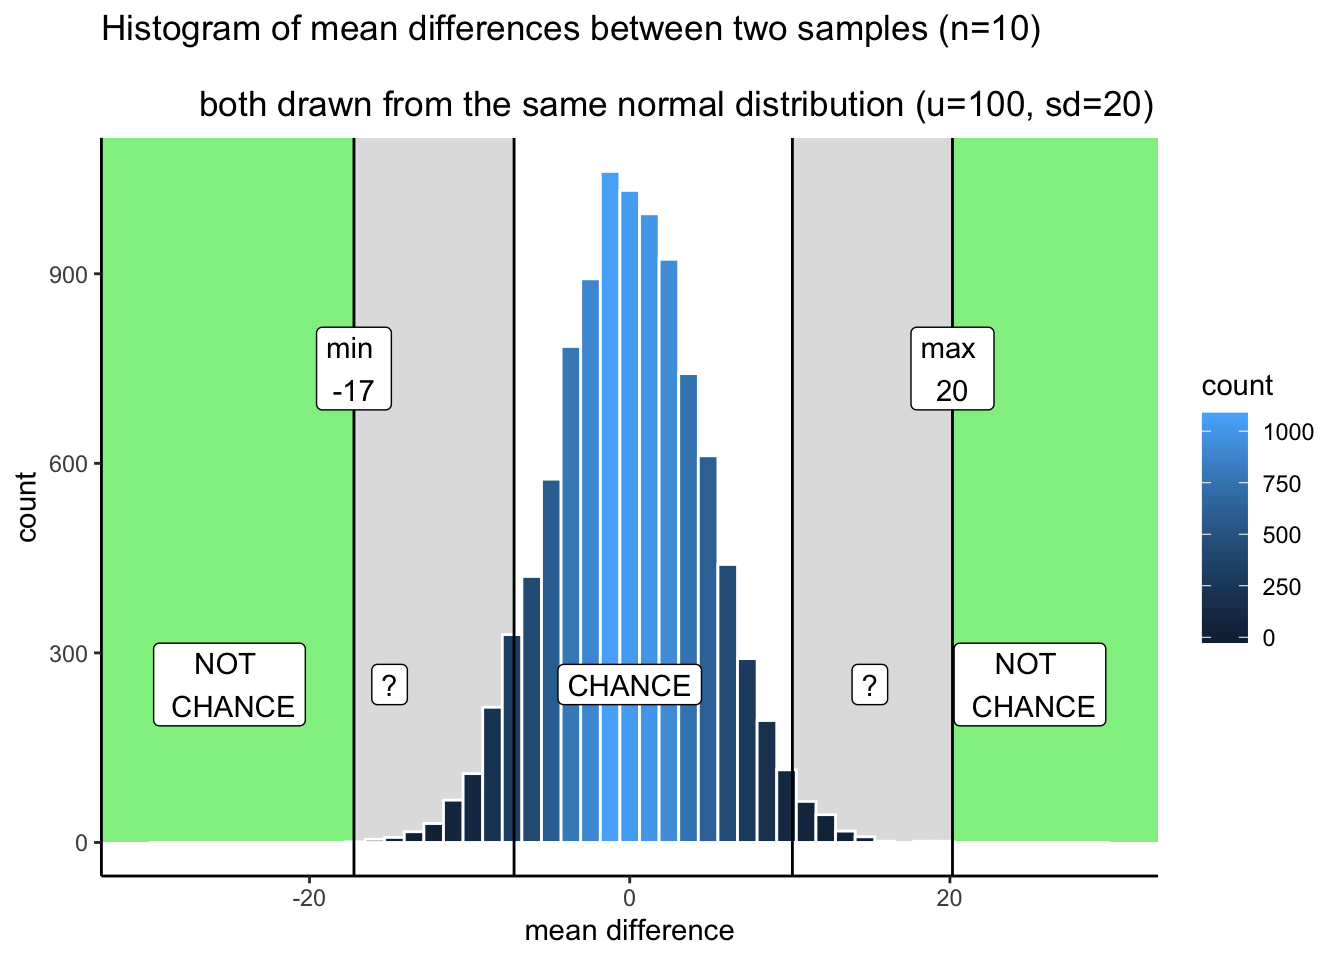 Histogram of mean differences between two samples (n=10)
both drawn from the same normal distribution (u=100, sd=20)
count
900
600
300
0
min
-17
max
20
NOT
CHANCE
?
CHANCE
?
NOT
CHANCE
-20
0
20
mean difference
count
1000
750
500
250
0